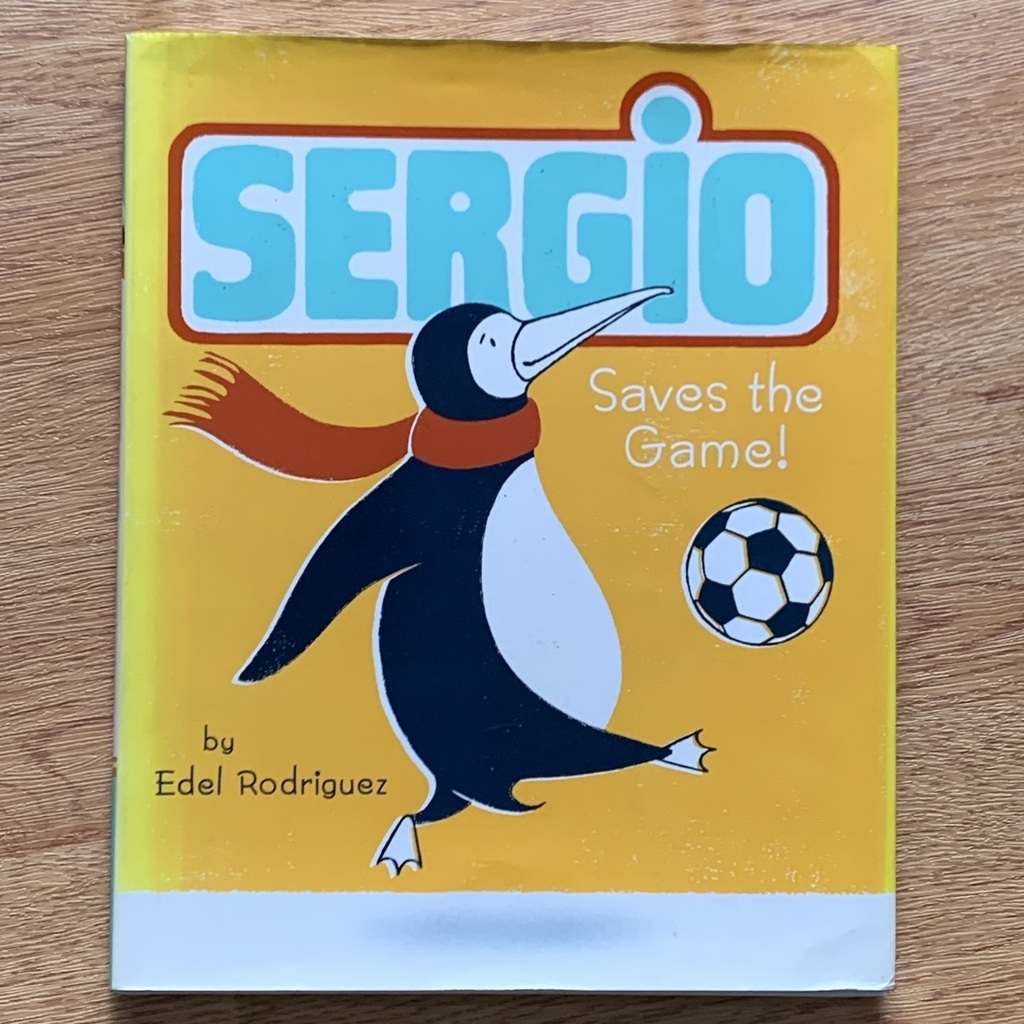 SERGiO
Saves the
Game!
by
Edel Rodriguez